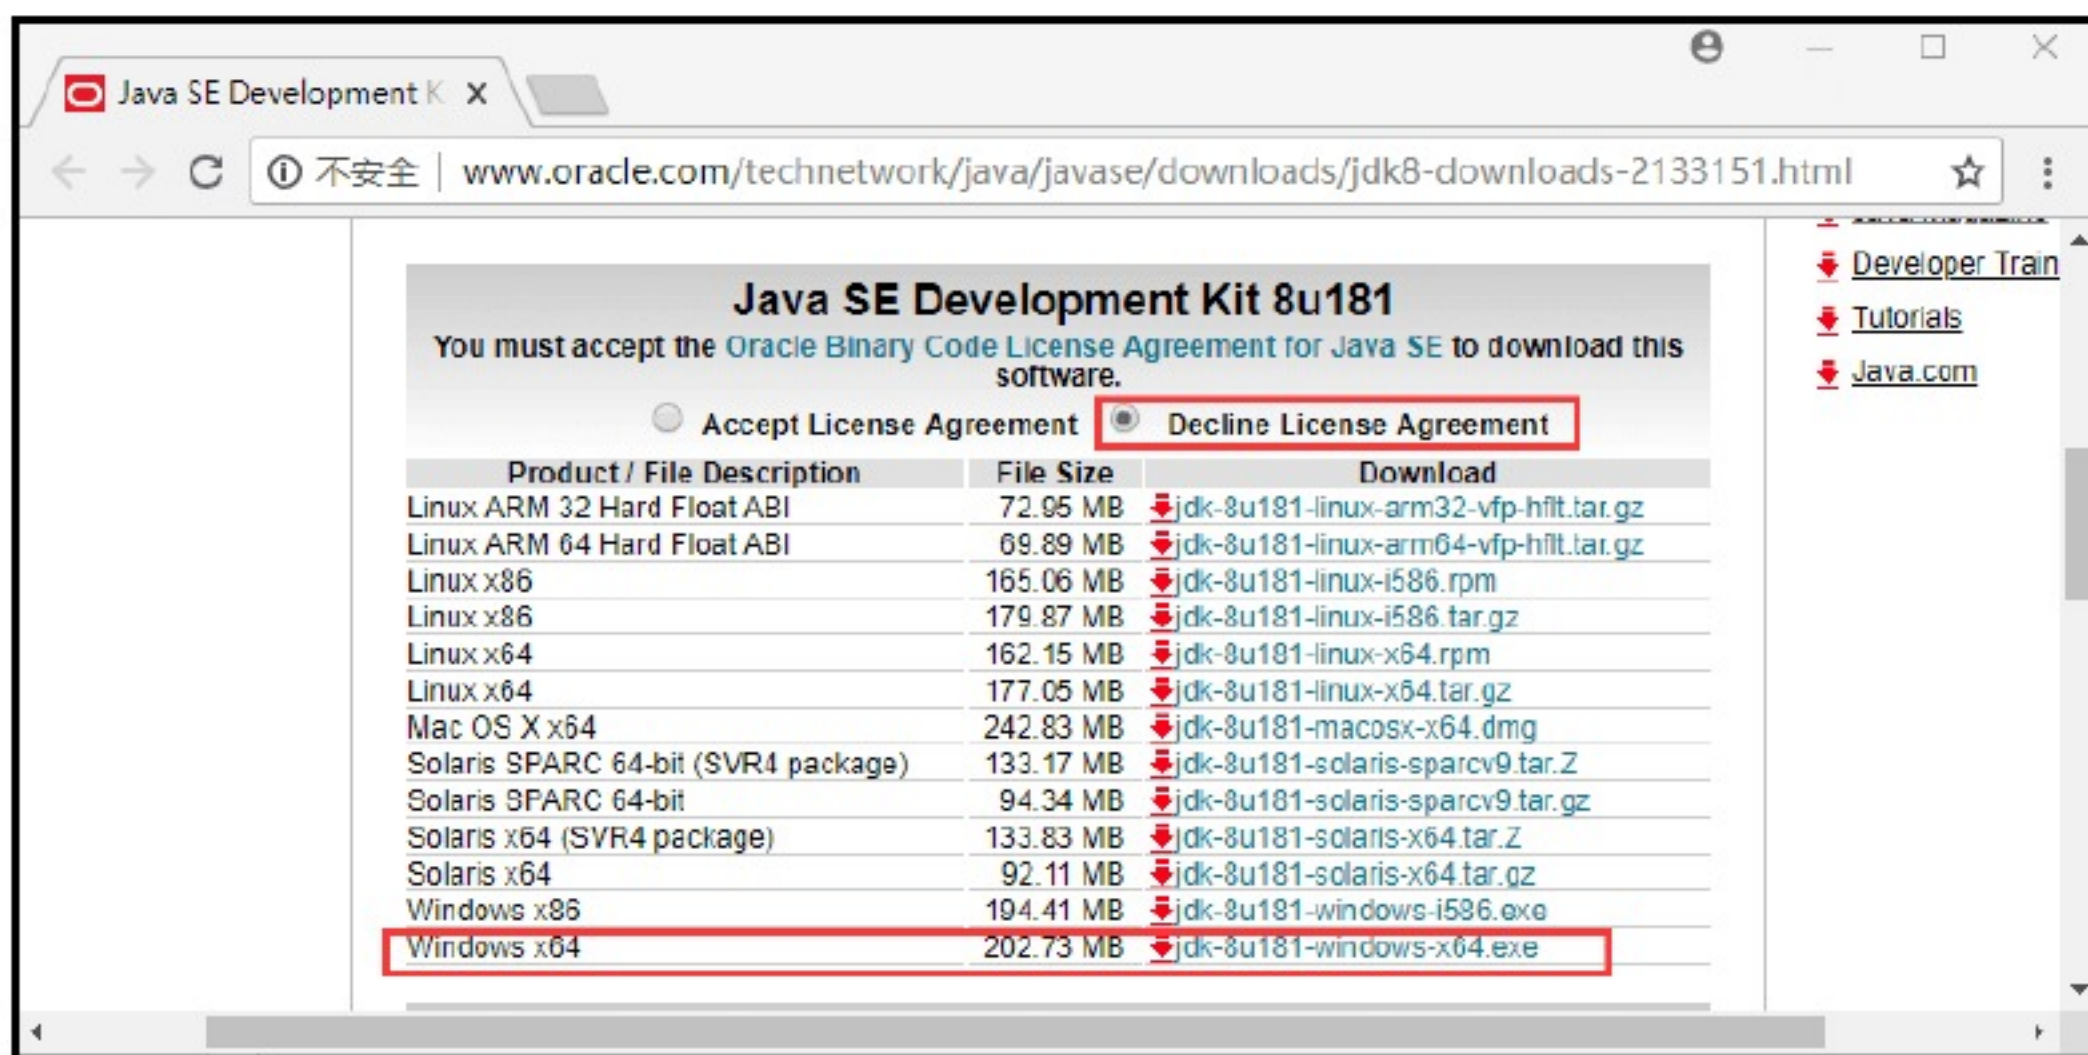 Java SE Development K
不安全 www.oracle.com/technetwork/java/javase/downloads/jdk8-downloads-2133151.html
Developer Train
Tutorials
Java.com
Java SE Development Kit 8u181
You must accept the Oracle Binary Code License Agreement for Java SE to download this
software.
Accept License Agreement Decline License Agreement
Product / File Description File Size Download
Linux ARM 32 Hard Float ABI 72.95 MB jdk-8u181-linux-arm32-vfp-hflt.tar.gz
Linux ARM 64 Hard Float ABI 69.89 MB jdk-8u181-linux-arm64-vfp-hflt.tar.gz
Linux x86 165.06 MB jdk-8u181-linux-i586.rpm
Linux x86 179.87 MB jdk-8u181-linux-i586.tar.gz
Linux x64 162.15 MB jdk-8u181-linux-x64.rpm
Linux x64 177.05 MB jdk-8u181-linux-x64.tar.gz
Mac OS X x64 242.83 MB jdk-8u181-macosx-x64.dmg
Solaris SPARC 64-bit (SVR4 package) 133.17 MB jdk-8u181-solaris-sparcv9.tar.Z
Solaris SPARC 64-bit 94.34 MB jdk-8u181-solaris-sparcv9.tar.gz
Solaris x64 (SVR4 package) 133.83 MB jdk-8u181-solaris-x64.tar.Z
Solaris x64 92.11 MB jdk-8u181-solaris-x64.tar.gz
Windows x86 194.41 MB jdk-8u181-windows-i586.exe
Windows x64 202.73 MB jdk-8u181-windows-x64.exe